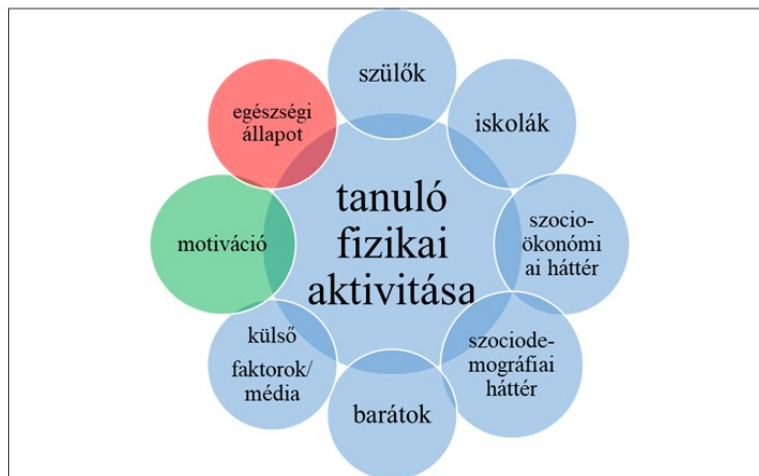 szülők
iskolák
szocio-
ökonómi
ai háttér
szociode-
mográfiai
háttér
barátok
külső
faktorok/
média
motiváció
egészségi
állapot
tanuló
fizikai
aktivitása